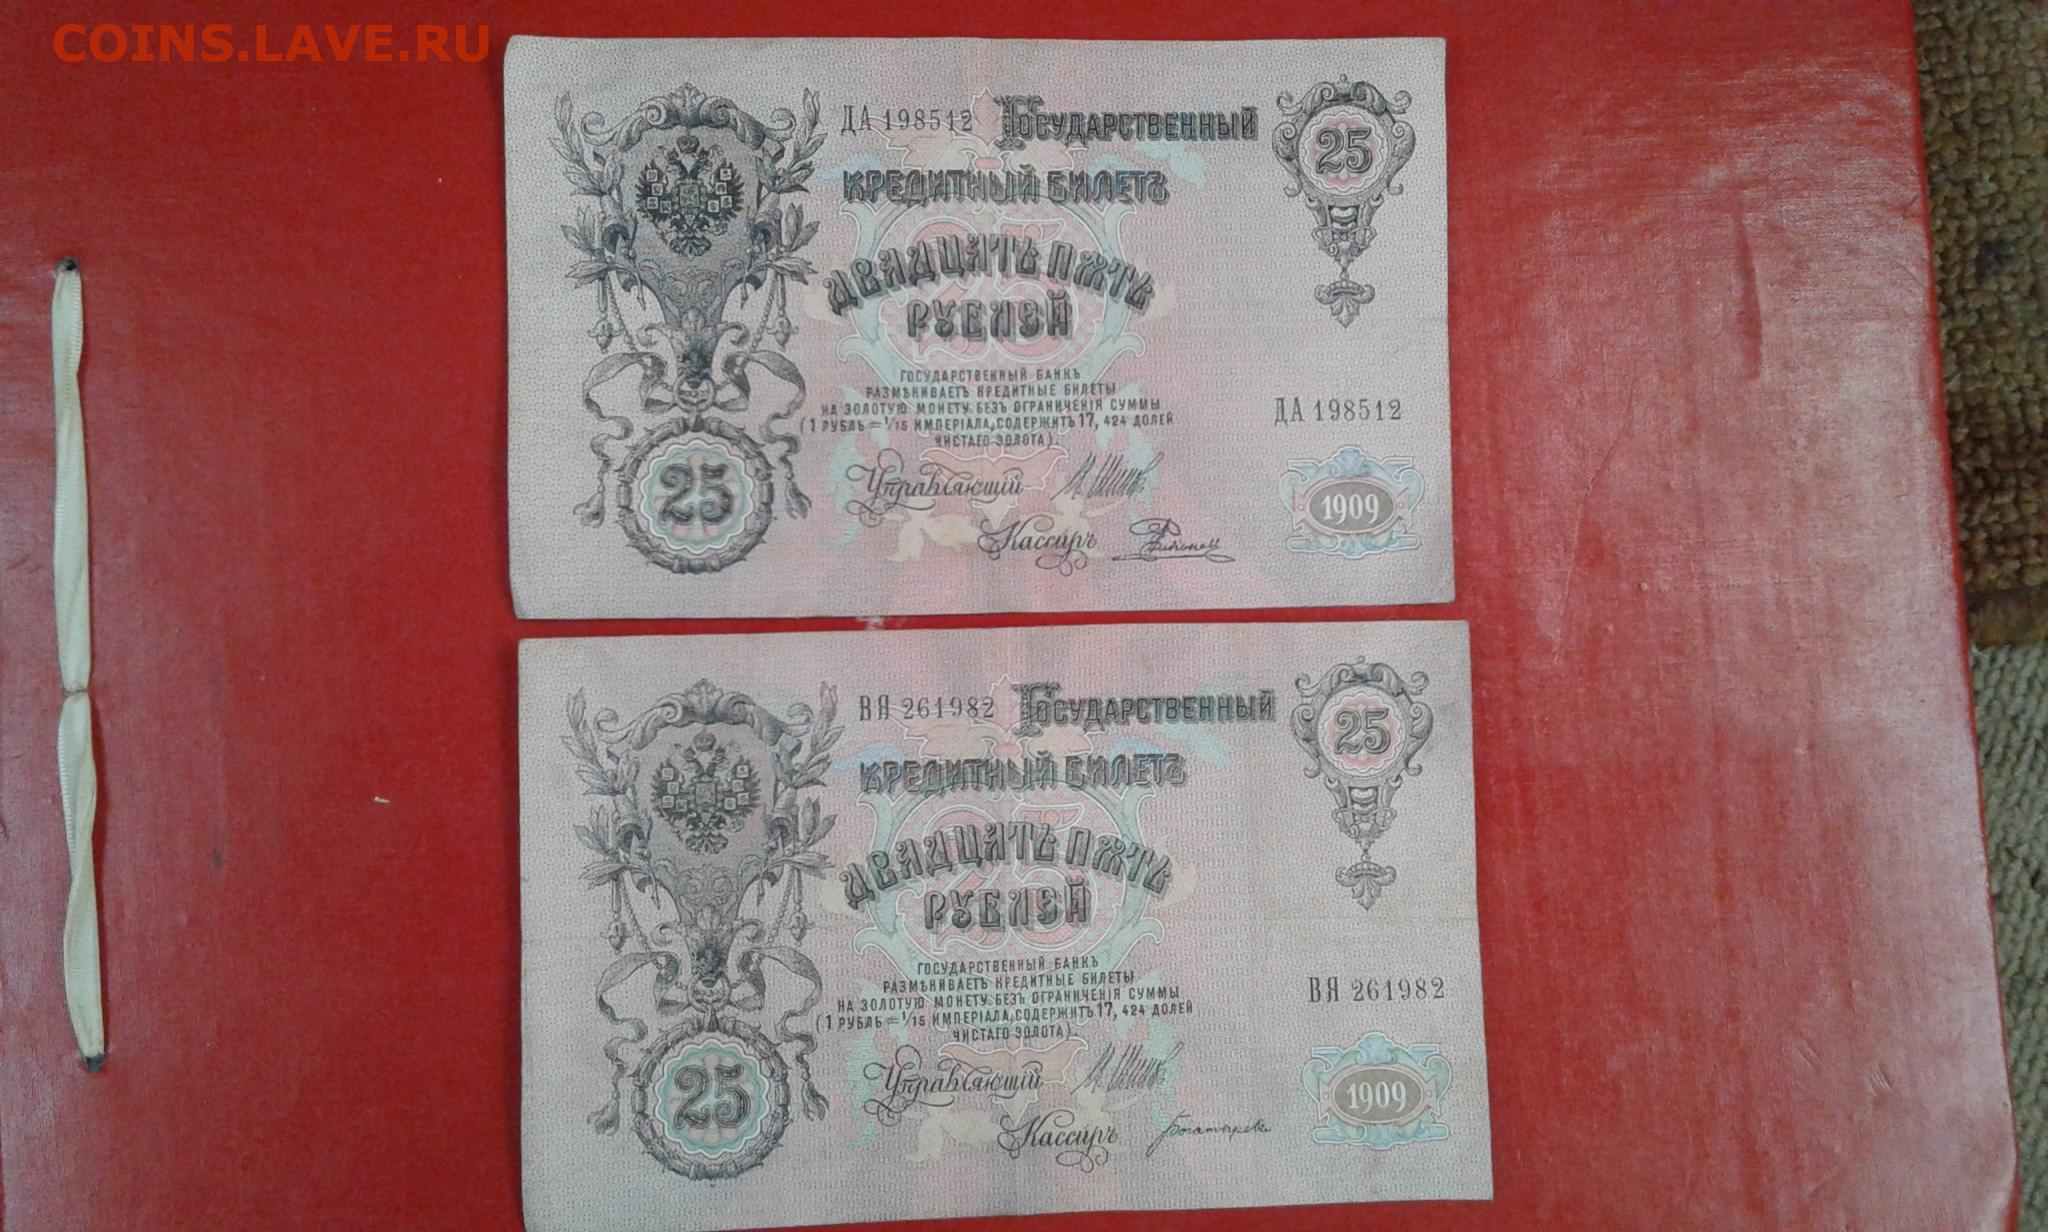 COINS.LAVE.RU
ДА 198512 Государственный 25
Кредитный Билетъ
Двадцать Пѧть
Рублей
ГОСУДАРСТВЕННЫЙ БАНКЪ
РАЗМѢНИВАЕТЪ КРЕДИТНЫЕ БИЛЕТЫ
НА ЗОЛОТУЮ МОНЕТУ БЕЗЪ ОГРАНИЧЕНІЯ СУММЫ
(1 РУБЛЬ = 1/15 ИМПЕРІАЛА, СОДЕРЖИТЪ 17,424 ДОЛЕЙ
ЧИСТАГО ЗОЛОТА).
ДА 198512
25
Управляющій
Кассиръ
1909
ВЯ 261982 Государственный 25
Кредитный Билетъ
Двадцать Пѧть
Рублей
ГОСУДАРСТВЕННЫЙ БАНКЪ
РАЗМѢНИВАЕТЪ КРЕДИТНЫЕ БИЛЕТЫ
НА ЗОЛОТУЮ МОНЕТУ БЕЗЪ ОГРАНИЧЕНІЯ СУММЫ
(1 РУБЛЬ = 1/15 ИМПЕРІАЛА, СОДЕРЖИТЪ 17,424 ДОЛЕЙ
ЧИСТАГО ЗОЛОТА).
ВЯ 261982
25
Управляющій
Кассиръ Богатыревъ
1909